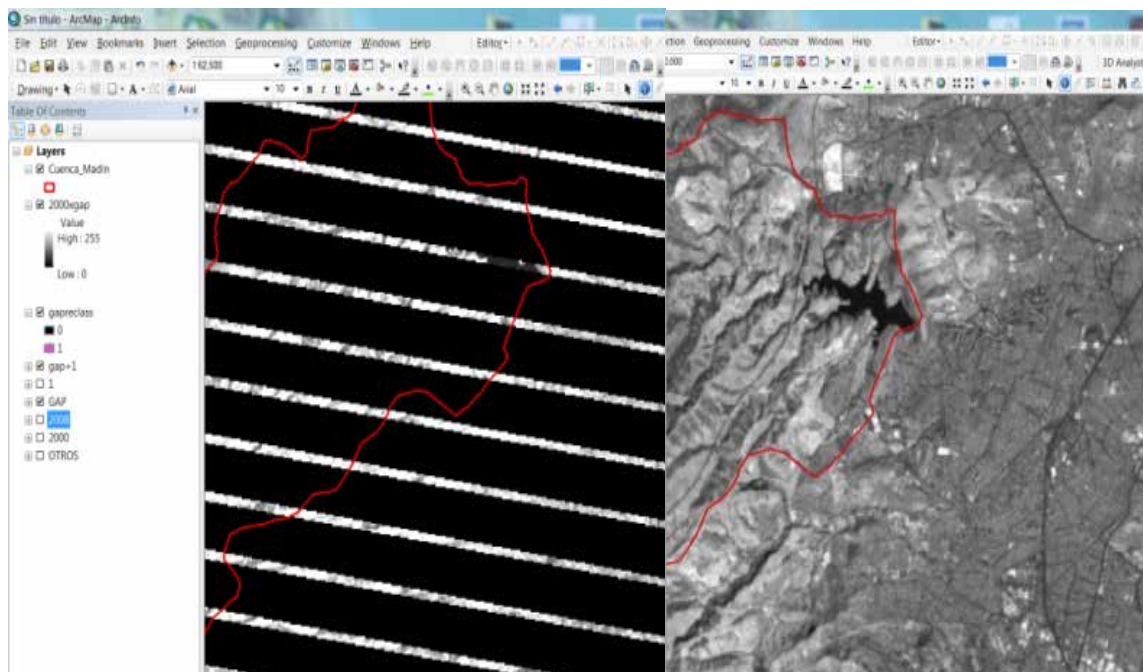 Sin título - ArcMap - ArcInfo
File Edit View Bookmarks Insert Selection Geoprocessing Customize Windows Help
Editor
Drawing
Arial
10
B I U
A
Table Of Contents
Layers
Cuenca_Madin
2000xgap
Value
High : 255
Low : 0
gapreclass
0
1
gap+1
1
GAP
2008
2000
OTROS
Geoprocessing Customize Windows Help
Editor
3D Analyst
10
B I U
A